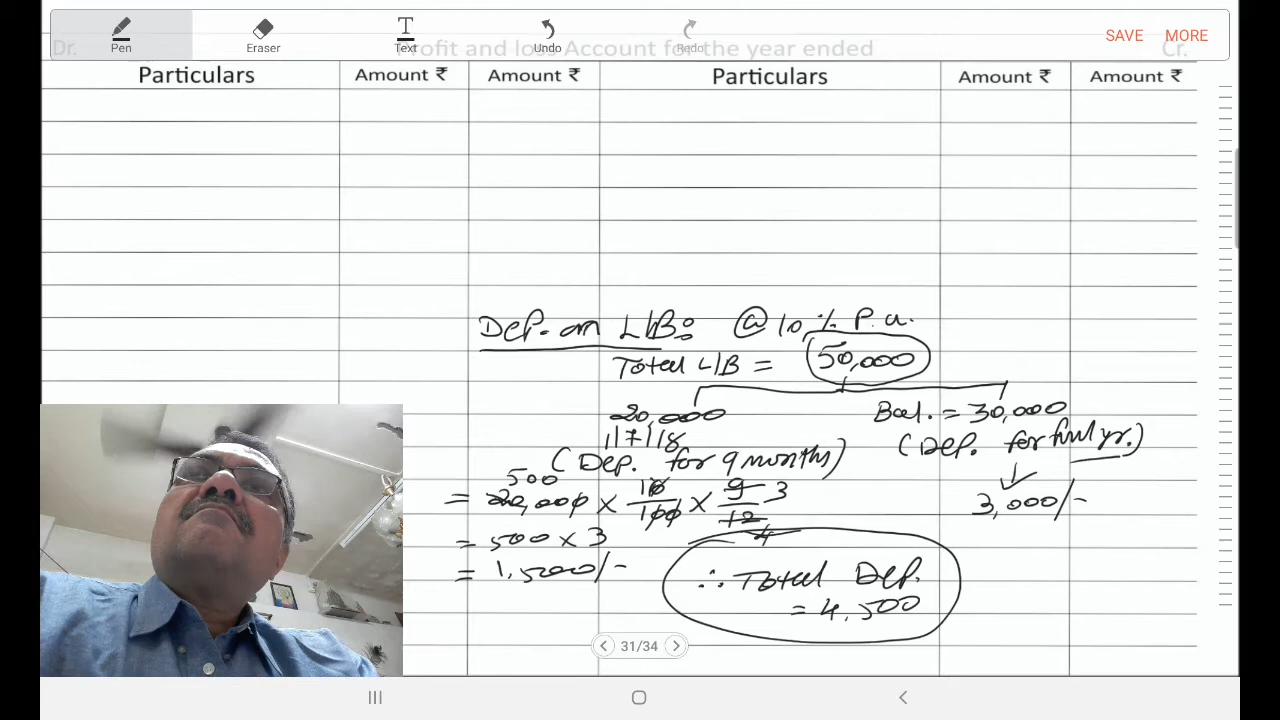 Pen
Eraser
Text
Undo
Redo
SAVE
MORE
Dr.
Profit and loss Account for the year ended
Cr.
Particulars Amount ₹ Amount ₹ Particulars Amount ₹ Amount ₹
Dep. on L/B: @ 10 % P.a.
Total L/B = 50,000
20,000 Bal. = 30,000
1/7/18 (Dep. for full yr.)
(Dep. for 9 months) 3,000/-
500
= 20,000 × 10/100 × 9/12 3
4
= 500 × 3
= 1,500/-
∴ Total Dep.
= 4,500
31/34